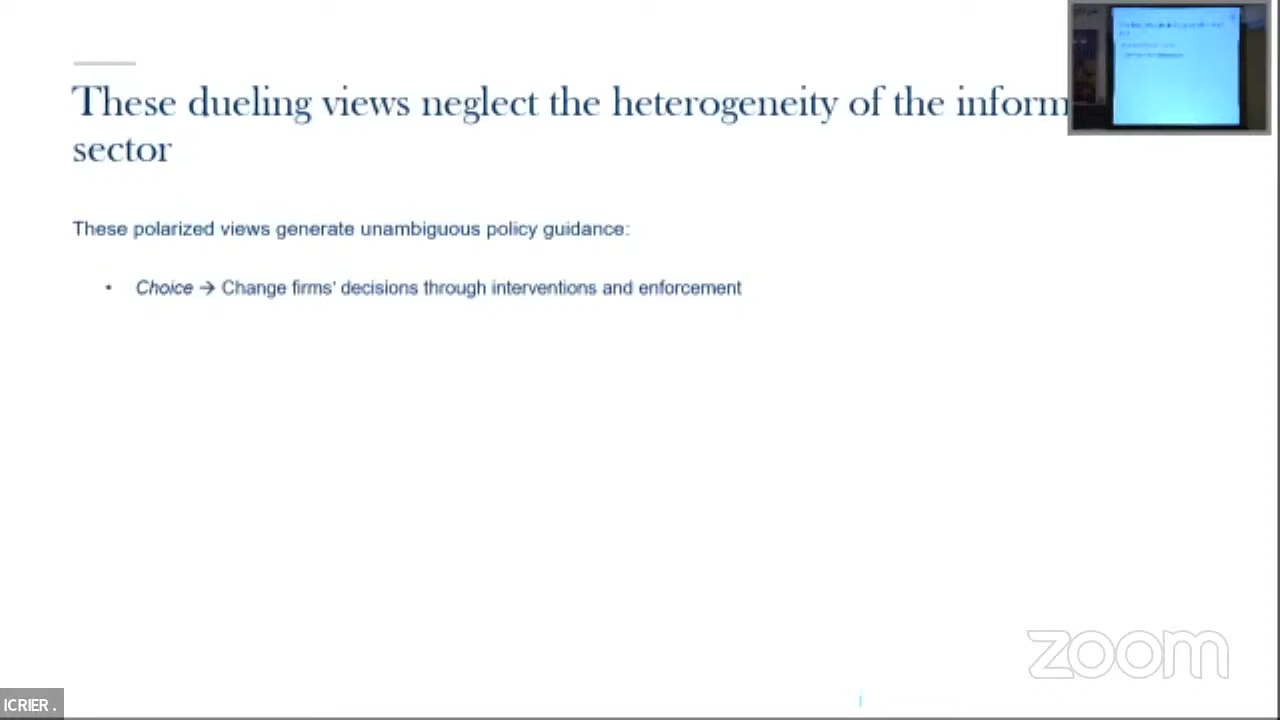 These dueling views neglect the heterogeneity of the inform
sector
These polarized views generate unambiguous policy guidance:
• Choice → Change firms' decisions through interventions and enforcement
zoom
ICRIER .